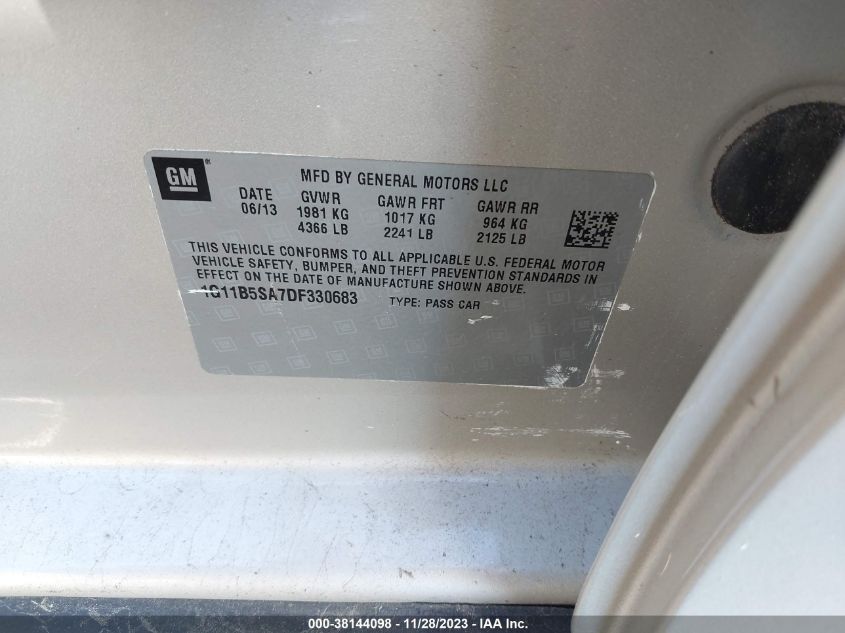 GM
MFD BY GENERAL MOTORS LLC
DATE GVWR GAWR FRT GAWR RR
06/13 1981 KG 1017 KG 964 KG
4366 LB 2241 LB 2125 LB
THIS VEHICLE CONFORMS TO ALL APPLICABLE U.S. FEDERAL MOTOR
VEHICLE SAFETY, BUMPER, AND THEFT PREVENTION STANDARDS IN
EFFECT ON THE DATE OF MANUFACTURE SHOWN ABOVE.
1G11B5SA7DF330683 TYPE: PASS CAR
000-38144098 - 11/28/2023 - IAA Inc.